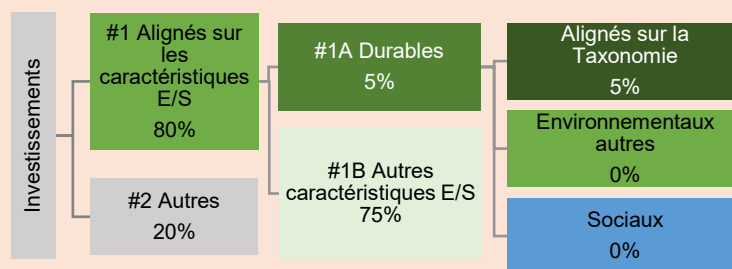 Investissements
#1 Alignés sur
les
caractéristiques
E/S
80%
#2 Autres
20%
#1A Durables
5%
#1B Autres
caractéristiques E/S
75%
Alignés sur la
Taxonomie
5%
Environnementaux
autres
0%
Sociaux
0%